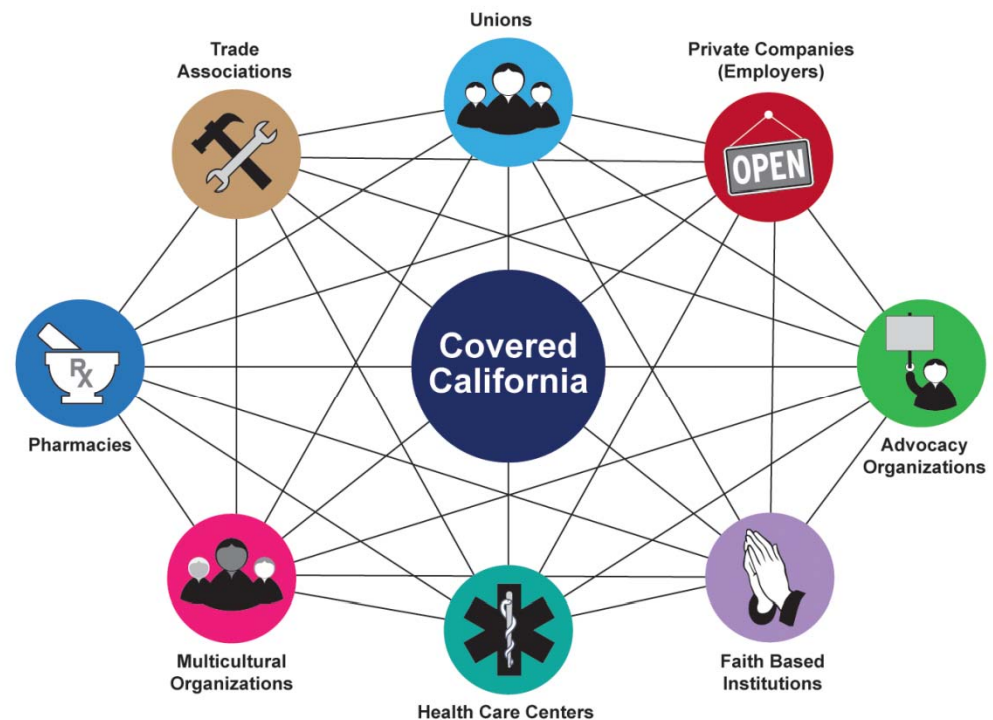 Unions
Trade
Associations
Private Companies
(Employers)
OPEN
Covered
California
RX
Pharmacies
Advocacy
Organizations
Multicultural
Organizations
Faith Based
Institutions
Health Care Centers